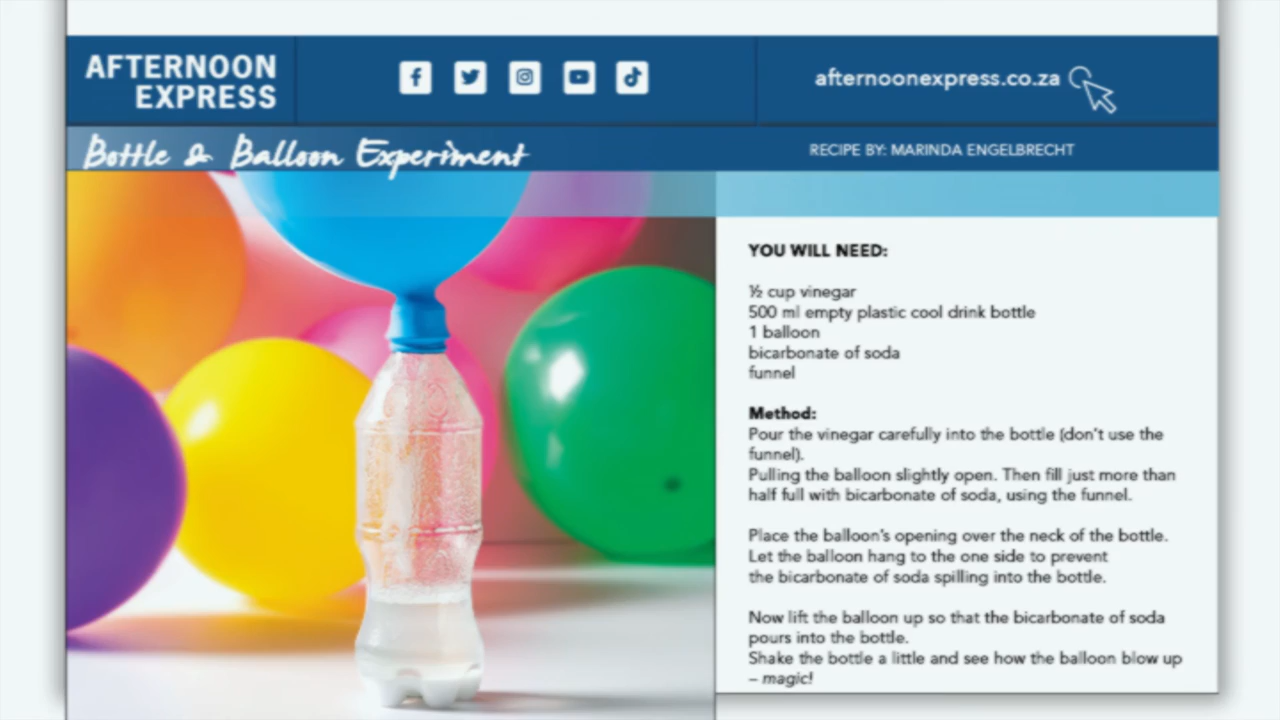 AFTERNOON
EXPRESS
afternoonexpress.co.za
Bottle & Balloon Experiment
RECIPE BY: MARINDA ENGELBRECHT
YOU WILL NEED:
½ cup vinegar
500 ml empty plastic cool drink bottle
1 balloon
bicarbonate of soda
funnel
Method:
Pour the vinegar carefully into the bottle (don't use the
funnel).
Pulling the balloon slightly open. Then fill just more than
half full with bicarbonate of soda, using the funnel.
Place the balloon's opening over the neck of the bottle.
Let the balloon hang to the one side to prevent
the bicarbonate of soda spilling into the bottle.
Now lift the balloon up so that the bicarbonate of soda
pours into the bottle.
Shake the bottle a little and see how the balloon blow up
– magic!